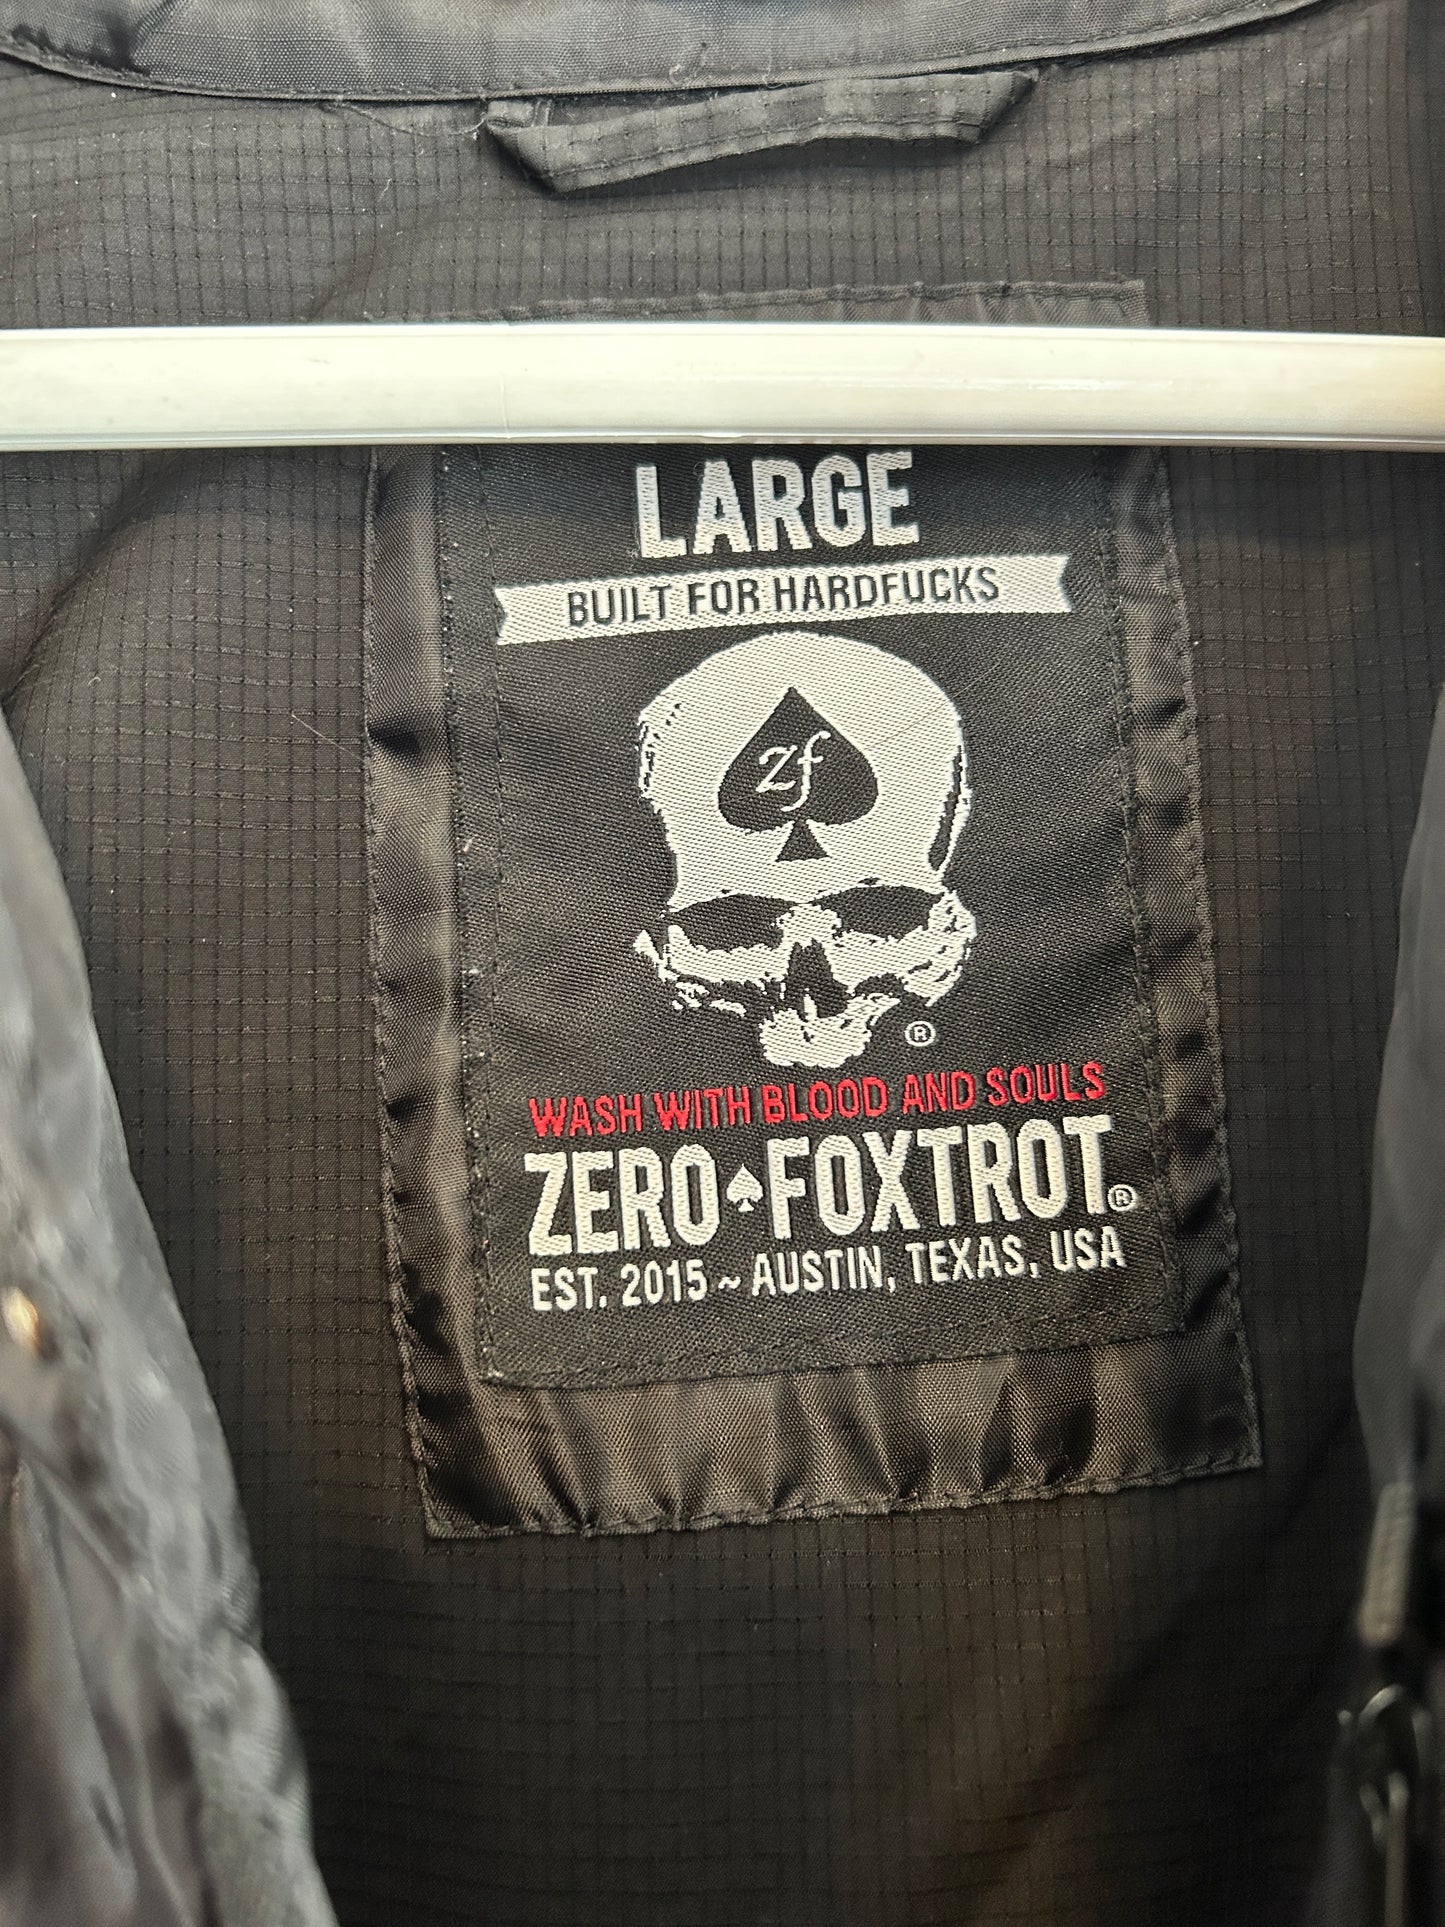 LARGE
BUILT FOR HARDFUCKS
zf
®
WASH WITH BLOOD AND SOULS
ZERO♠FOXTROT®
EST. 2015 ~ AUSTIN, TEXAS, USA